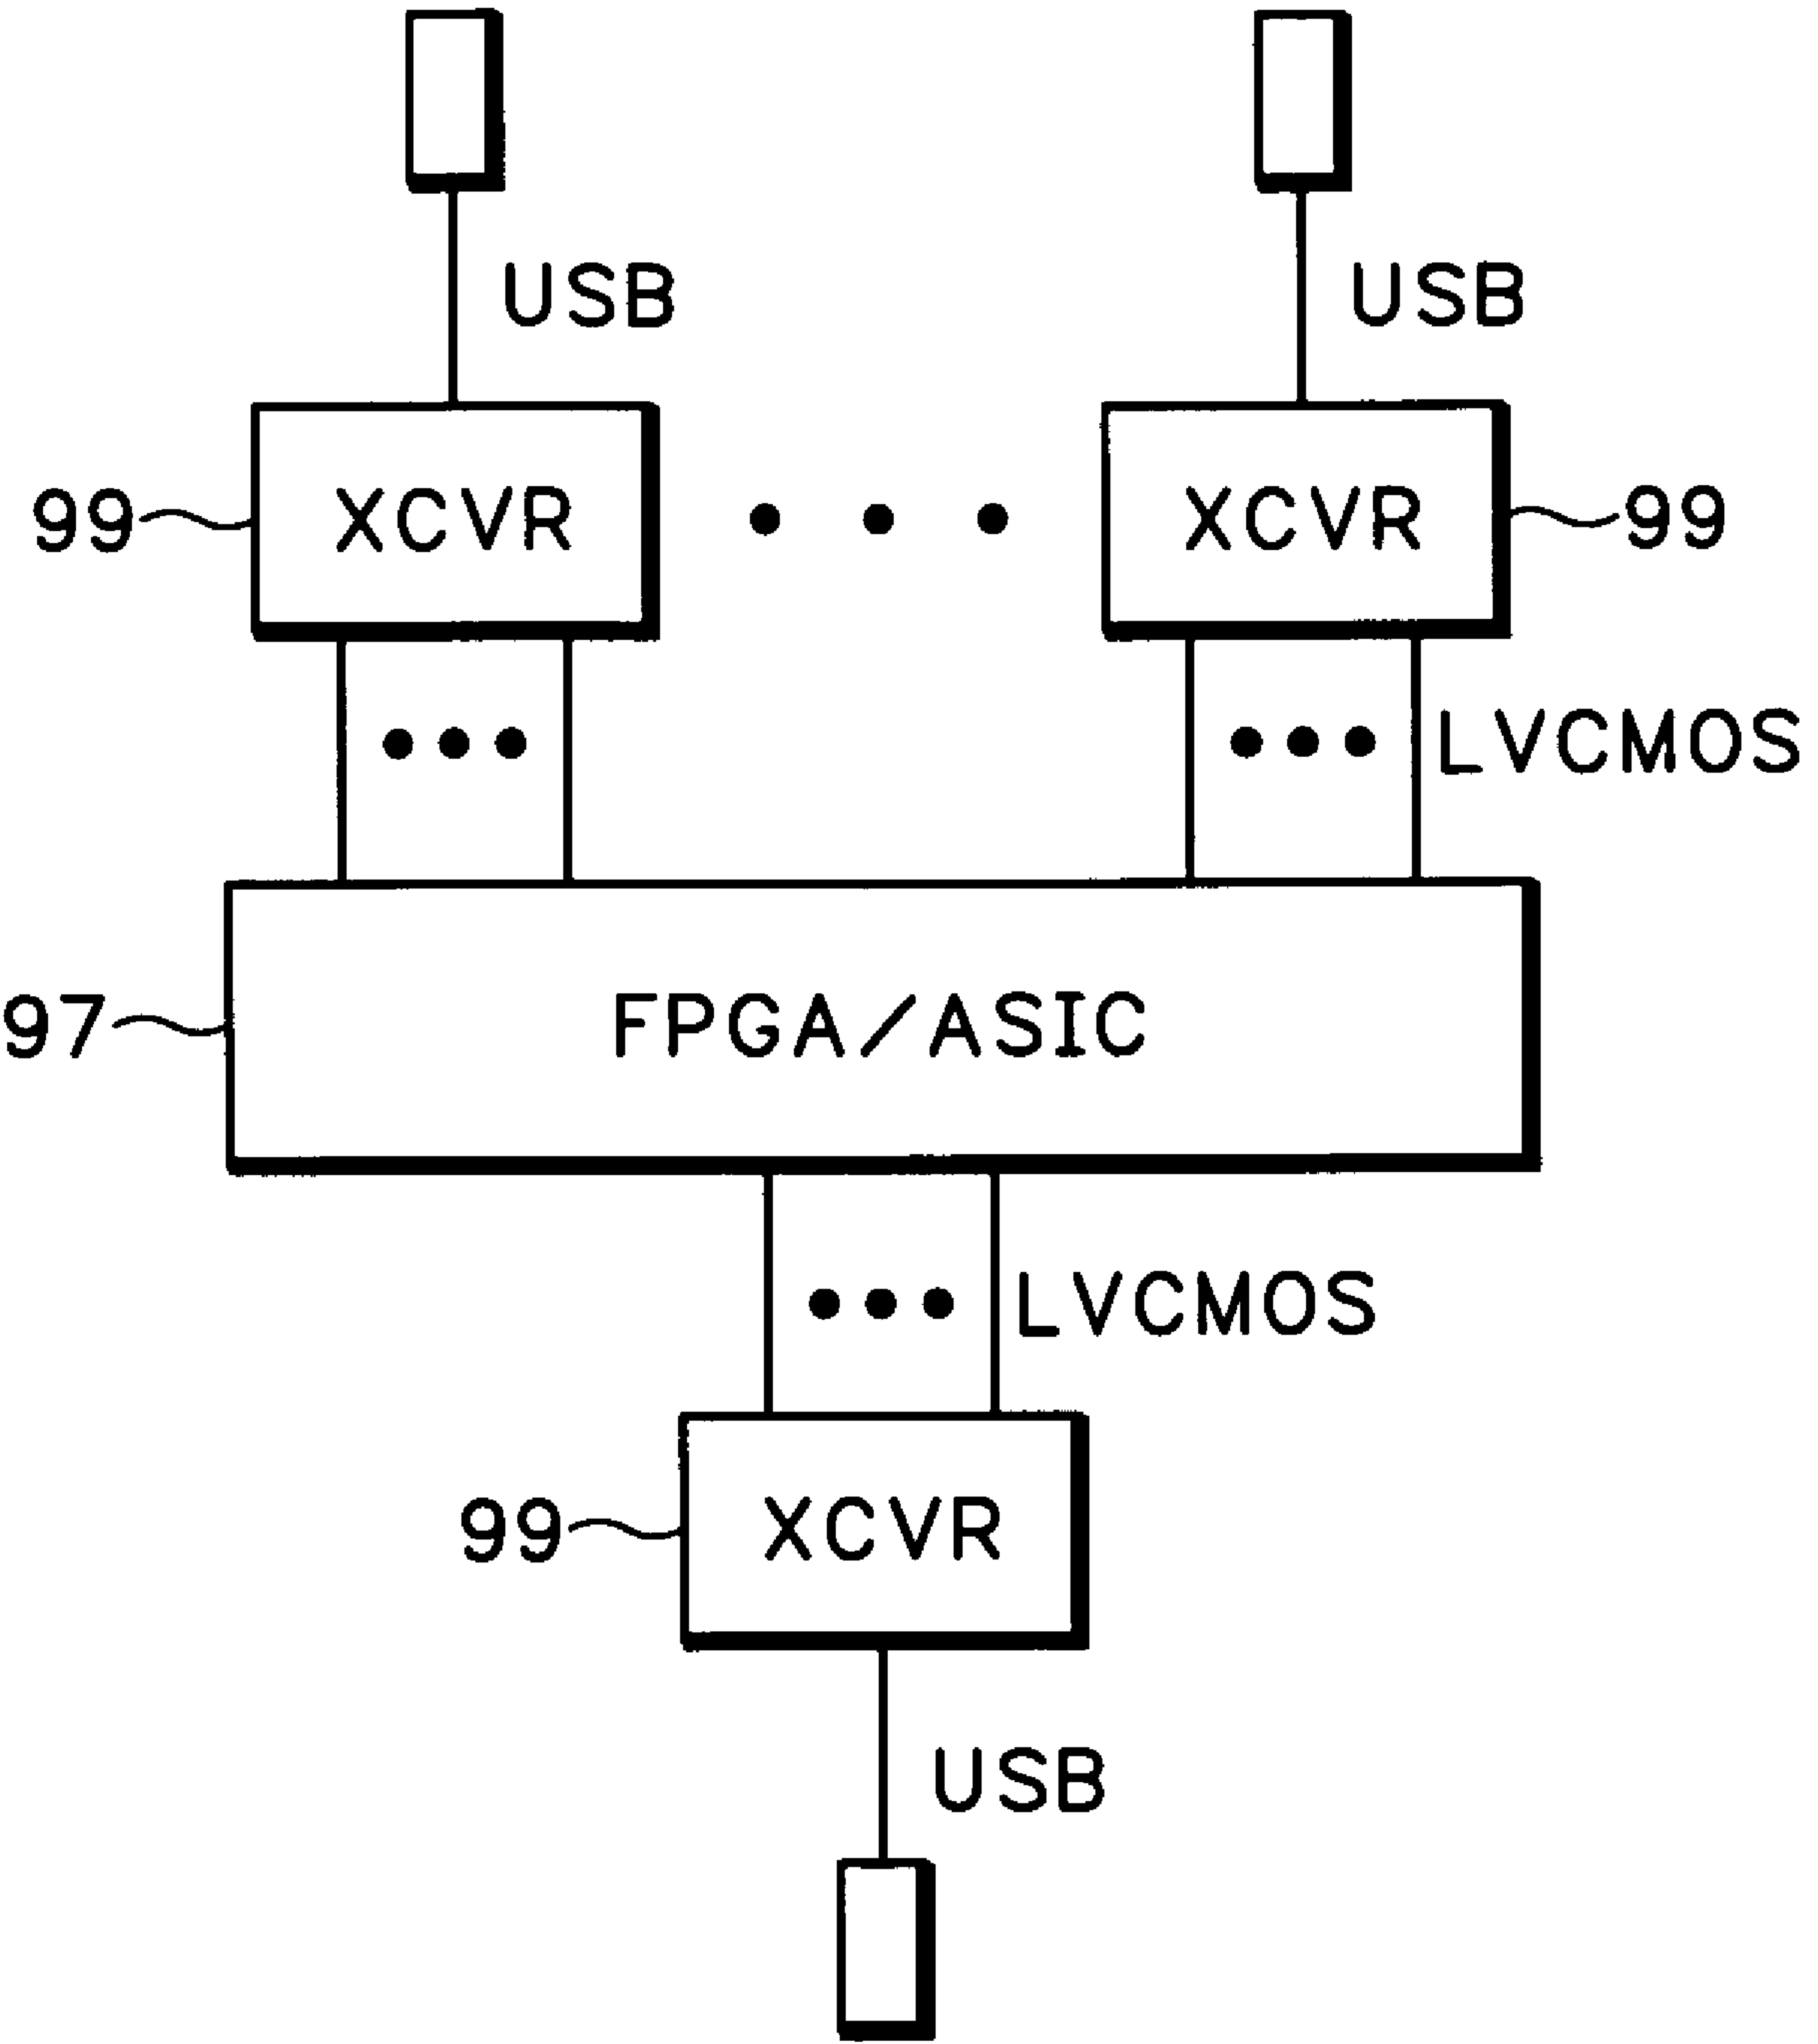 USB USB
99 XCVR XCVR 99
LVCMOS
97 FPGA/ASIC
LVCMOS
99 XCVR
USB